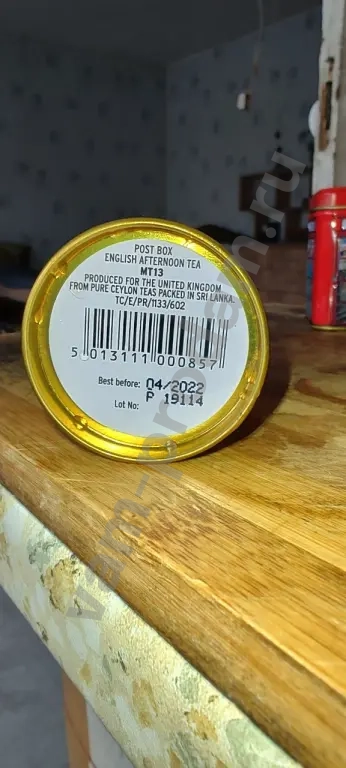 POST BOX
ENGLISH AFTERNOON TEA
MT13
PRODUCED FOR THE UNITED KINGDOM
FROM PURE CEYLON TEAS PACKED IN SRI LANKA.
TC/E/PR/1133/602
5 013111 000857
Best before: 04/2022
Lot No: P 19114